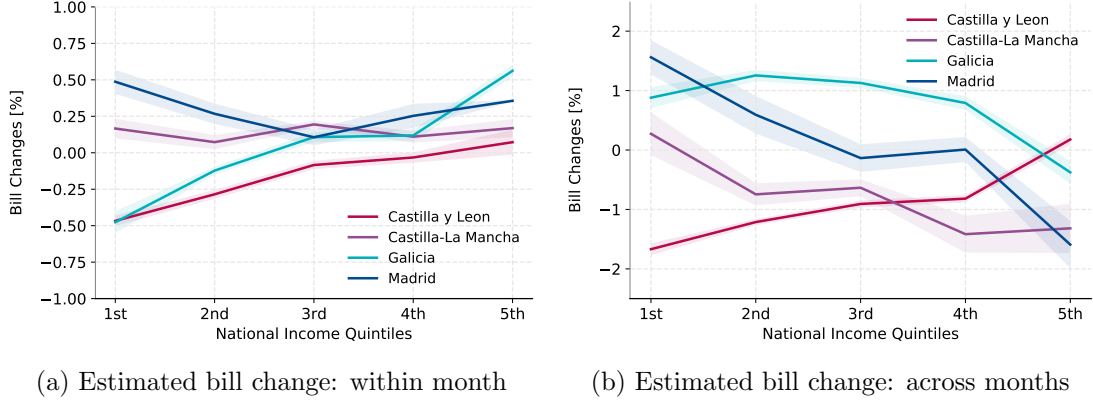 1.00
0.75
0.50
0.25
0.00
−0.25
−0.50
−0.75
−1.00
Bill Changes [%]
1st 2nd 3rd 4th 5th
National Income Quintiles
Castilla y Leon
Castilla-La Mancha
Galicia
Madrid
(a) Estimated bill change: within month
2
1
0
−1
−2
Bill Changes [%]
1st 2nd 3rd 4th 5th
National Income Quintiles
Castilla y Leon
Castilla-La Mancha
Galicia
Madrid
(b) Estimated bill change: across months